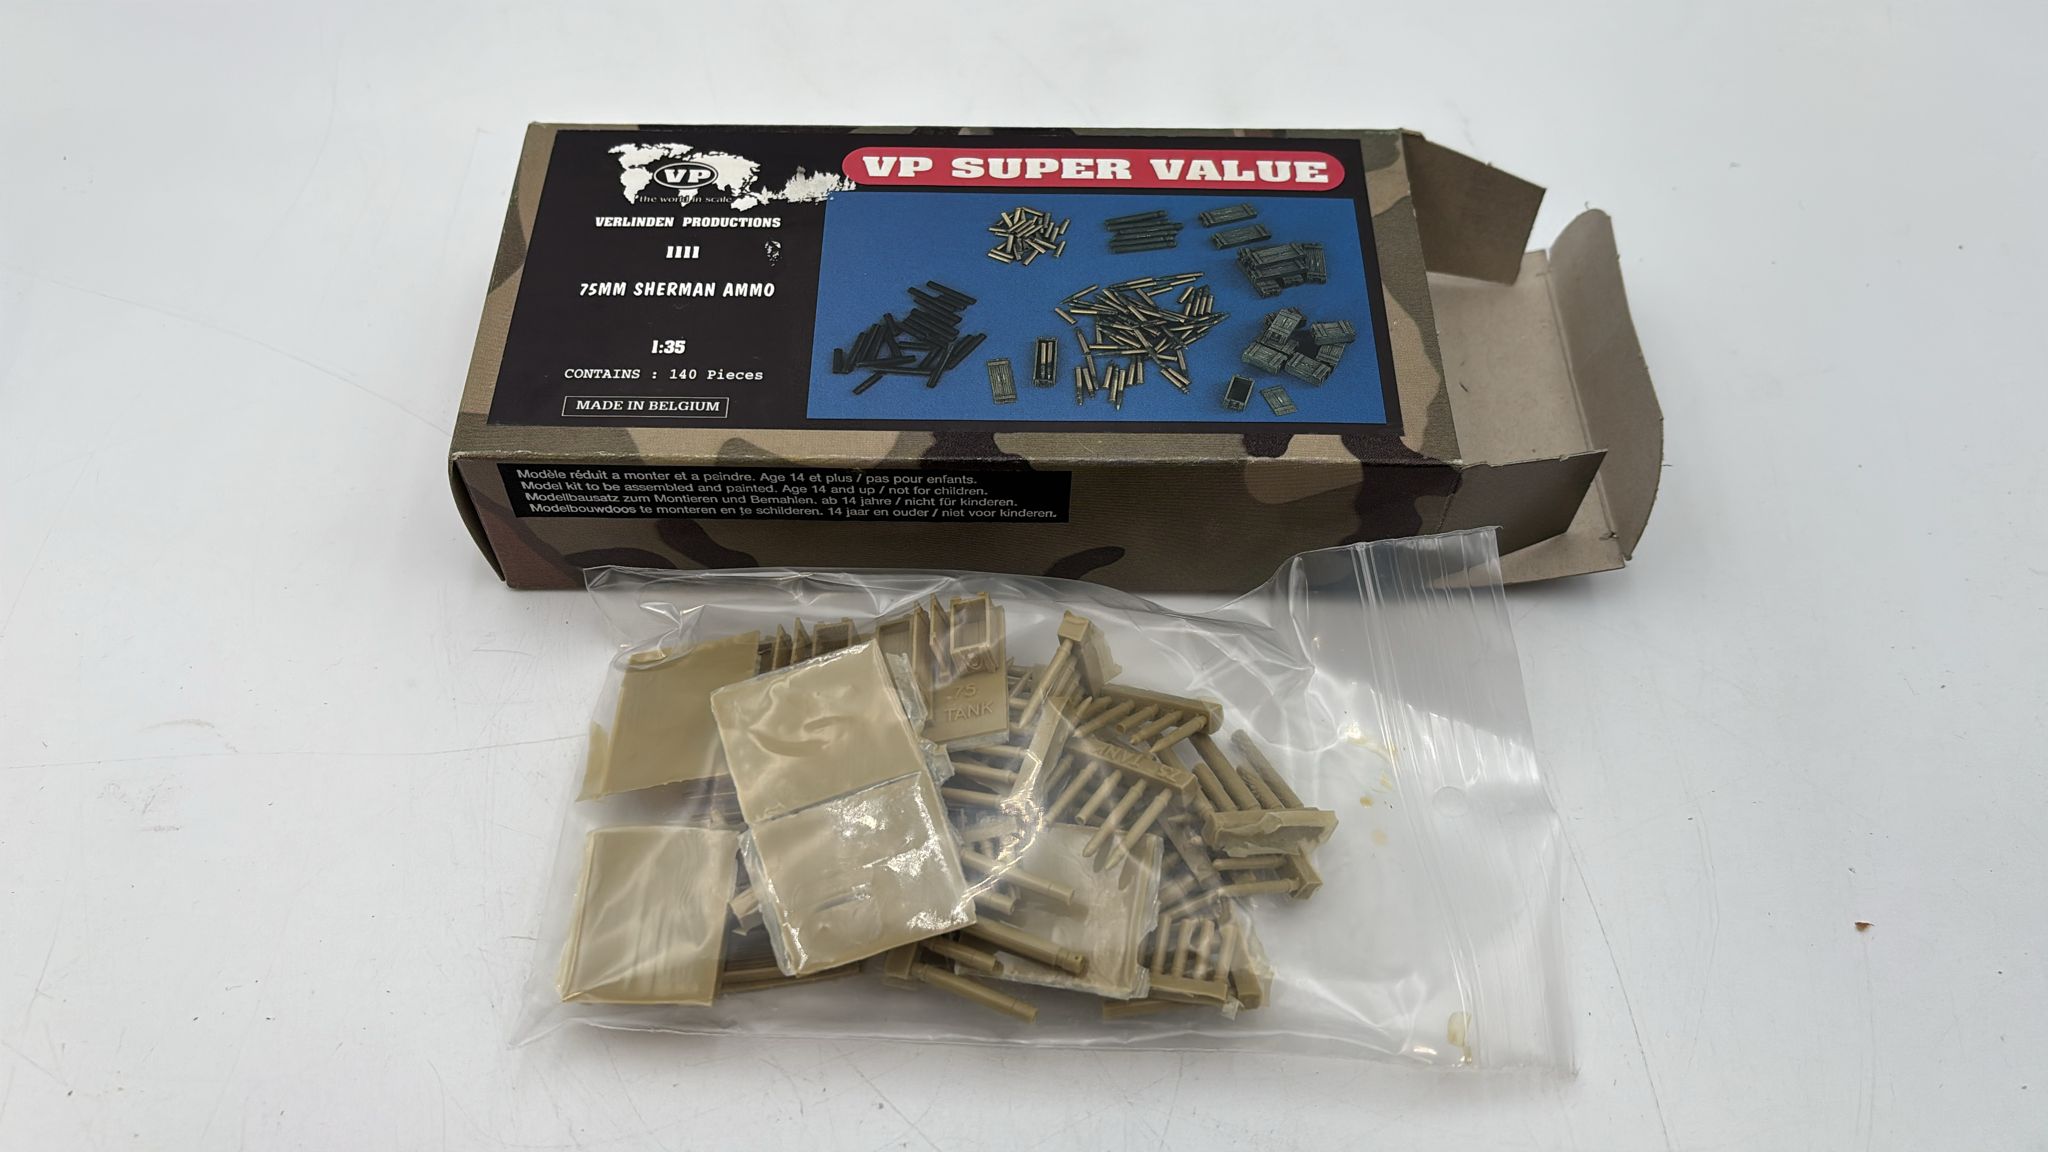 VP
the world in scale
VP SUPER VALUE
VERLINDEN PRODUCTIONS
1111
75MM SHERMAN AMMO
1:35
CONTAINS : 140 Pieces
MADE IN BELGIUM
Modèle réduit a monter et a peindre. Age 14 et plus / pas pour enfants.
Model kit to be assembled and painted. Age 14 and up / not for children.
Modellbausatz zum Montieren und Bemahlen. ab 14 jahre / nicht für kinderen.
Modelbouwdoos te monteren en te schilderen. 14 jaar en ouder / niet voor kinderen.
.75
TANK
75 TANK